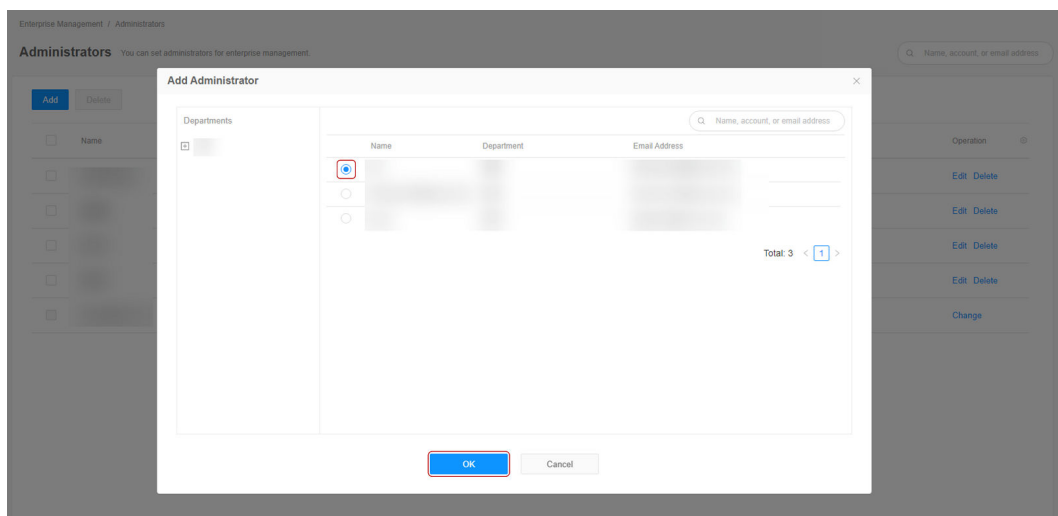 Enterprise Management / Administrators
Administrators You can set administrators for enterprise management.
Name, account, or email address
Add Administrator
Add Delete
Departments
Name, account, or email address
Name
Name Department Email Address
Operation
Edit Delete
Edit Delete
Edit Delete
Total: 3 < 1 >
Edit Delete
Change
OK Cancel